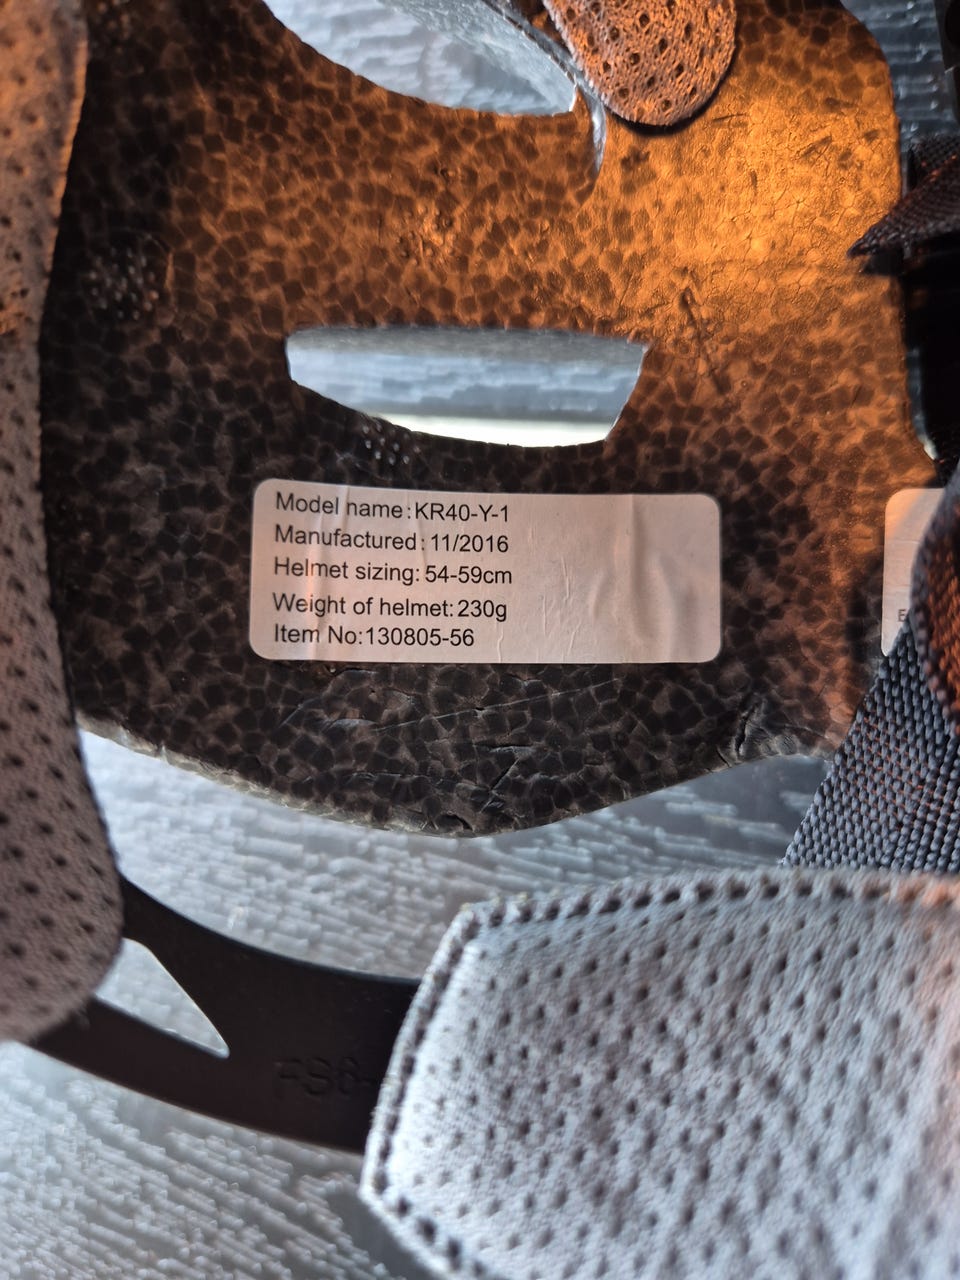 Model name:KR40-Y-1
Manufactured:11/2016
Helmet sizing:54-59cm
Weight of helmet:230g
Item No:130805-56